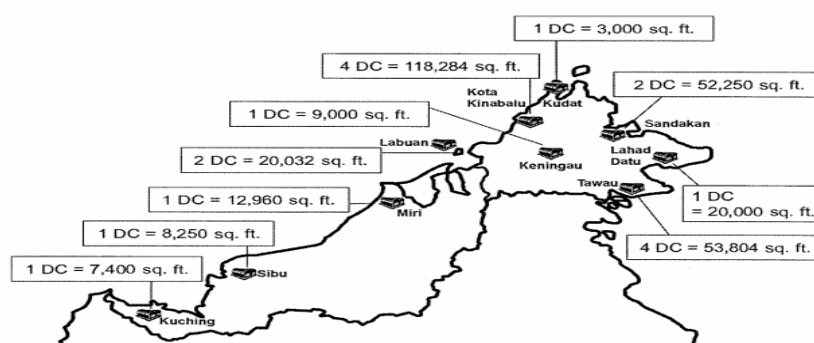 1 DC = 3,000 sq. ft.
4 DC = 118,284 sq. ft.
Kota
Kinabalu
Kudat
2 DC = 52,250 sq. ft.
1 DC = 9,000 sq. ft.
Sandakan
Labuan
Lahad
Datu
Keningau
2 DC = 20,032 sq. ft.
Tawau
1 DC
= 20,000 sq. ft.
1 DC = 12,960 sq. ft.
Miri
1 DC = 8,250 sq. ft.
4 DC = 53,804 sq. ft.
1 DC = 7,400 sq. ft.
Sibu
Kuching